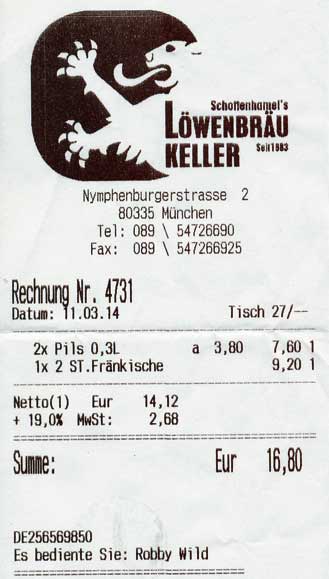 Schottenhamel's
LÖWENBRÄU
KELLER Seit1883
Nymphenburgerstrasse 2
80335 München
Tel: 089 \ 54726690
Fax: 089 \ 547266925
Rechnung Nr. 4731
Datum: 11.03.14 Tisch 27/--
2x Pils 0,3L a 3,80 7,60 1
1x 2 ST.Fränkische 9,20 1
Netto(1) Eur 14,12
+ 19,0% MwSt: 2,68
Summe: Eur 16,80
DE256569850
Es bediente Sie: Robby Wild